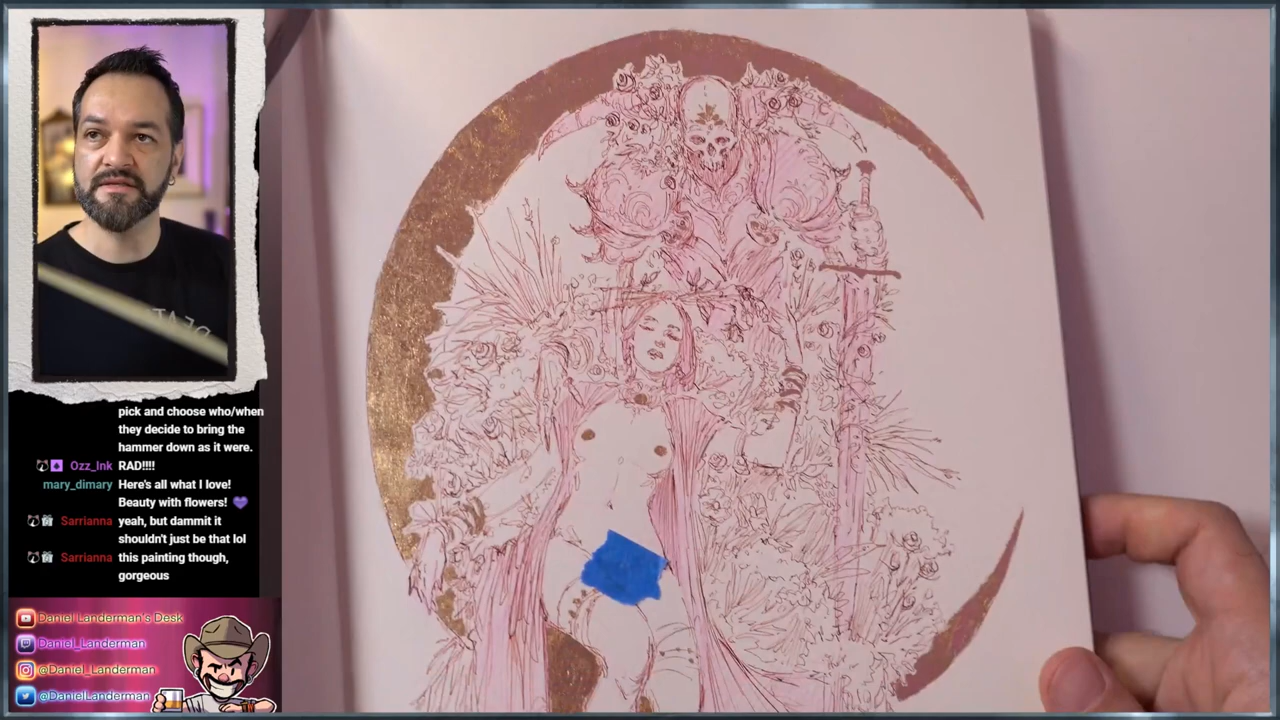 pick and choose who/when
they decide to bring the
hammer down as it were.
Ozz_Ink RAD!!!!
mary_dimary Here's all what I love!
Beauty with flowers! 💜
Sarrianna yeah, but dammit it
shouldn't just be that lol
Sarrianna this painting though,
gorgeous
Daniel Landerman's Desk
Daniel_Landerman
@Daniel_Landerman
@DanielLanderman